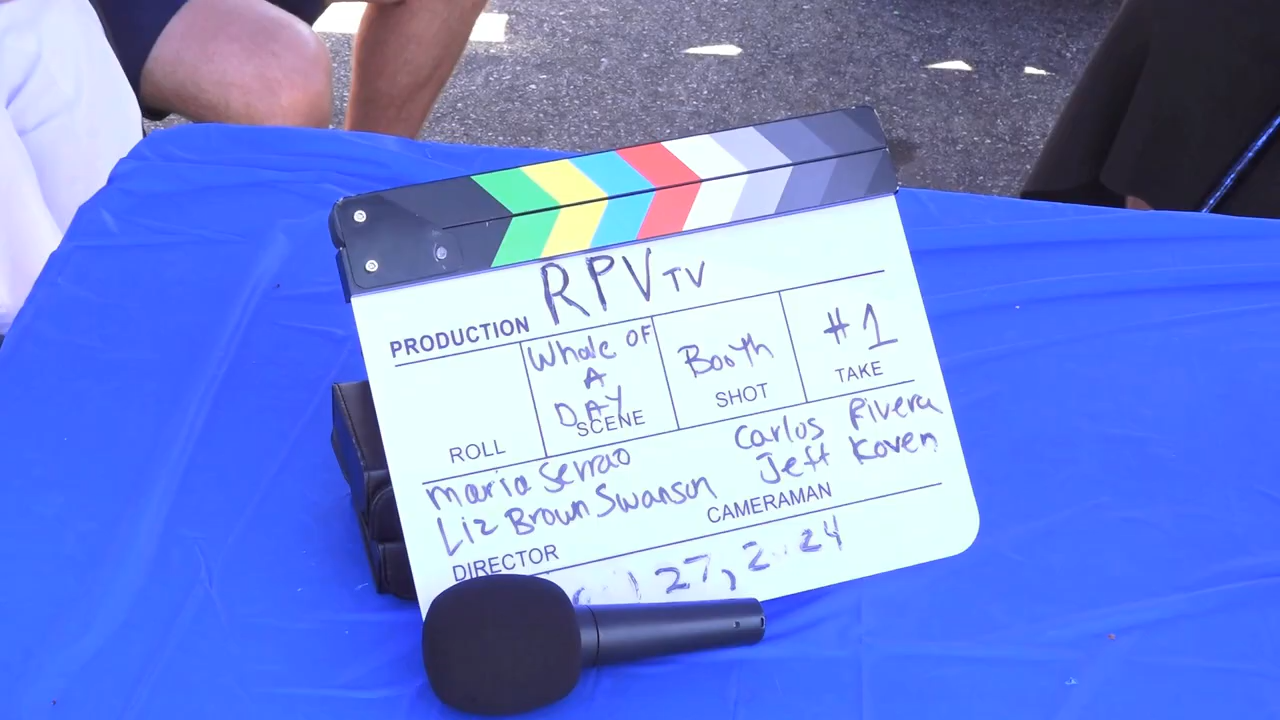 RPV TV
PRODUCTION
Whale OF
A
DAY
Booth
#1
ROLL
SCENE
SHOT
TAKE
Maria Serrao
Liz Brown Swanson
DIRECTOR
Carlos Rivera
Jeff Koven
CAMERAMAN
27, 2024